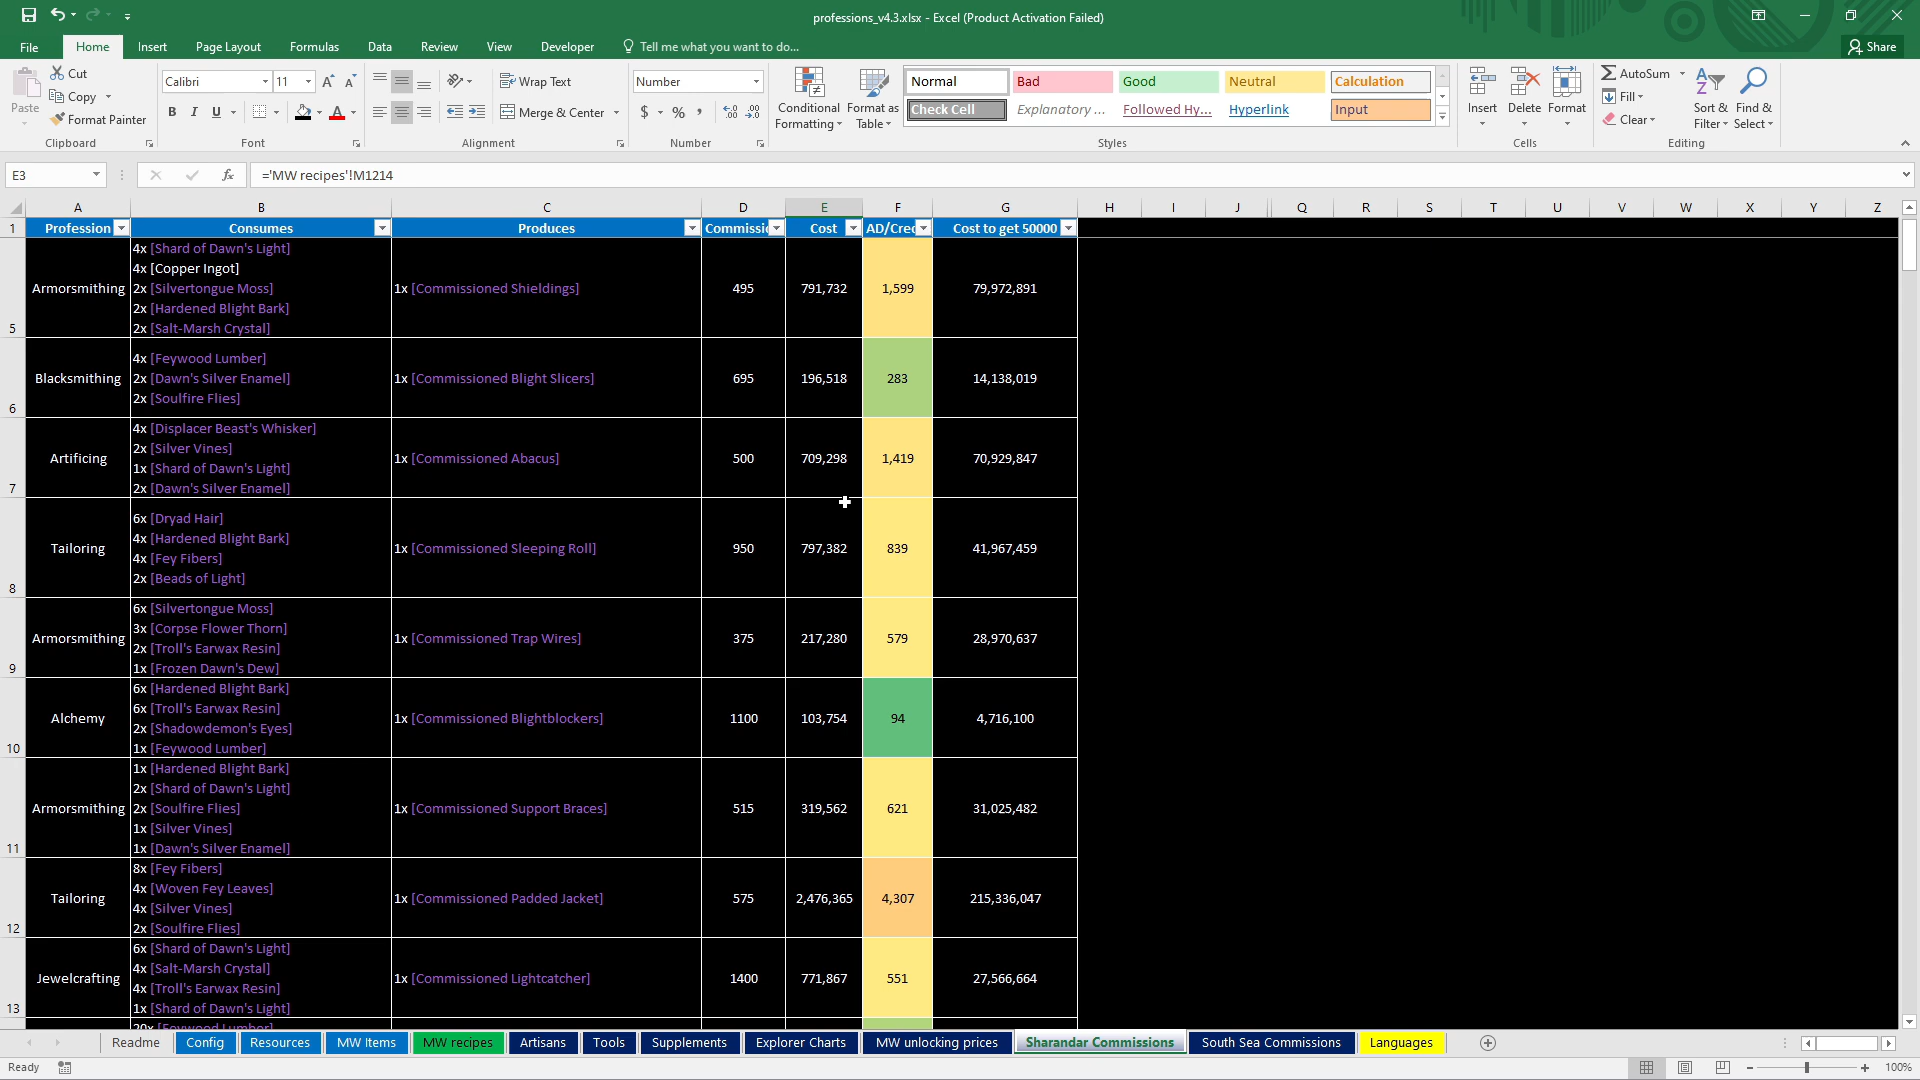 professions_v4.3.xlsx - Excel (Product Activation Failed)
File Home Insert Page Layout Formulas Data Review View Developer Tell me what you want to do... Share
Paste Cut
Copy
Format Painter
Clipboard
Calibri 11
B I U
Font
Wrap Text
Merge & Center
Alignment
Number
$ % ,
Number
Conditional Formatting
Format as Table
Normal Bad Good Neutral Calculation
Check Cell Explanatory ... Followed Hy... Hyperlink Input
Styles
Insert Delete Format
Cells
AutoSum
Fill
Clear
Sort & Filter
Find & Select
Editing
E3 fx ='MW recipes'!M1214
A B C D E F G H I J Q R S T U V W X Y Z
1 Profession Consumes Produces Commissi Cost AD/Cred Cost to get 50000
4x [Shard of Dawn's Light]
4x [Copper Ingot]
2x [Silvertongue Moss]
2x [Hardened Blight Bark]
2x [Salt-Marsh Crystal]
5 Armorsmithing 1x [Commissioned Shieldings] 495 791,732 1,599 79,972,891
4x [Feywood Lumber]
2x [Dawn's Silver Enamel]
2x [Soulfire Flies]
6 Blacksmithing 1x [Commissioned Blight Slicers] 695 196,518 283 14,138,019
4x [Displacer Beast's Whisker]
2x [Silver Vines]
1x [Shard of Dawn's Light]
2x [Dawn's Silver Enamel]
7 Artificing 1x [Commissioned Abacus] 500 709,298 1,419 70,929,847
6x [Dryad Hair]
4x [Hardened Blight Bark]
4x [Fey Fibers]
2x [Beads of Light]
8 Tailoring 1x [Commissioned Sleeping Roll] 950 797,382 839 41,967,459
6x [Silvertongue Moss]
3x [Corpse Flower Thorn]
2x [Troll's Earwax Resin]
1x [Frozen Dawn's Dew]
9 Armorsmithing 1x [Commissioned Trap Wires] 375 217,280 579 28,970,637
6x [Hardened Blight Bark]
6x [Troll's Earwax Resin]
2x [Shadowdemon's Eyes]
1x [Feywood Lumber]
10 Alchemy 1x [Commissioned Blightblockers] 1100 103,754 94 4,716,100
1x [Hardened Blight Bark]
2x [Shard of Dawn's Light]
2x [Soulfire Flies]
1x [Silver Vines]
1x [Dawn's Silver Enamel]
11 Armorsmithing 1x [Commissioned Support Braces] 515 319,562 621 31,025,482
8x [Fey Fibers]
4x [Woven Fey Leaves]
4x [Silver Vines]
2x [Soulfire Flies]
12 Tailoring 1x [Commissioned Padded Jacket] 575 2,476,365 4,307 215,336,047
6x [Shard of Dawn's Light]
4x [Salt-Marsh Crystal]
4x [Troll's Earwax Resin]
1x [Shard of Dawn's Light]
13 Jewelcrafting 1x [Commissioned Lightcatcher] 1400 771,867 551 27,566,664
20x [Feywood Lumber]
Readme Config Resources MW Items MW recipes Artisans Tools Supplements Explorer Charts MW unlocking prices Sharandar Commissions South Sea Commissions Languages
Ready 100%